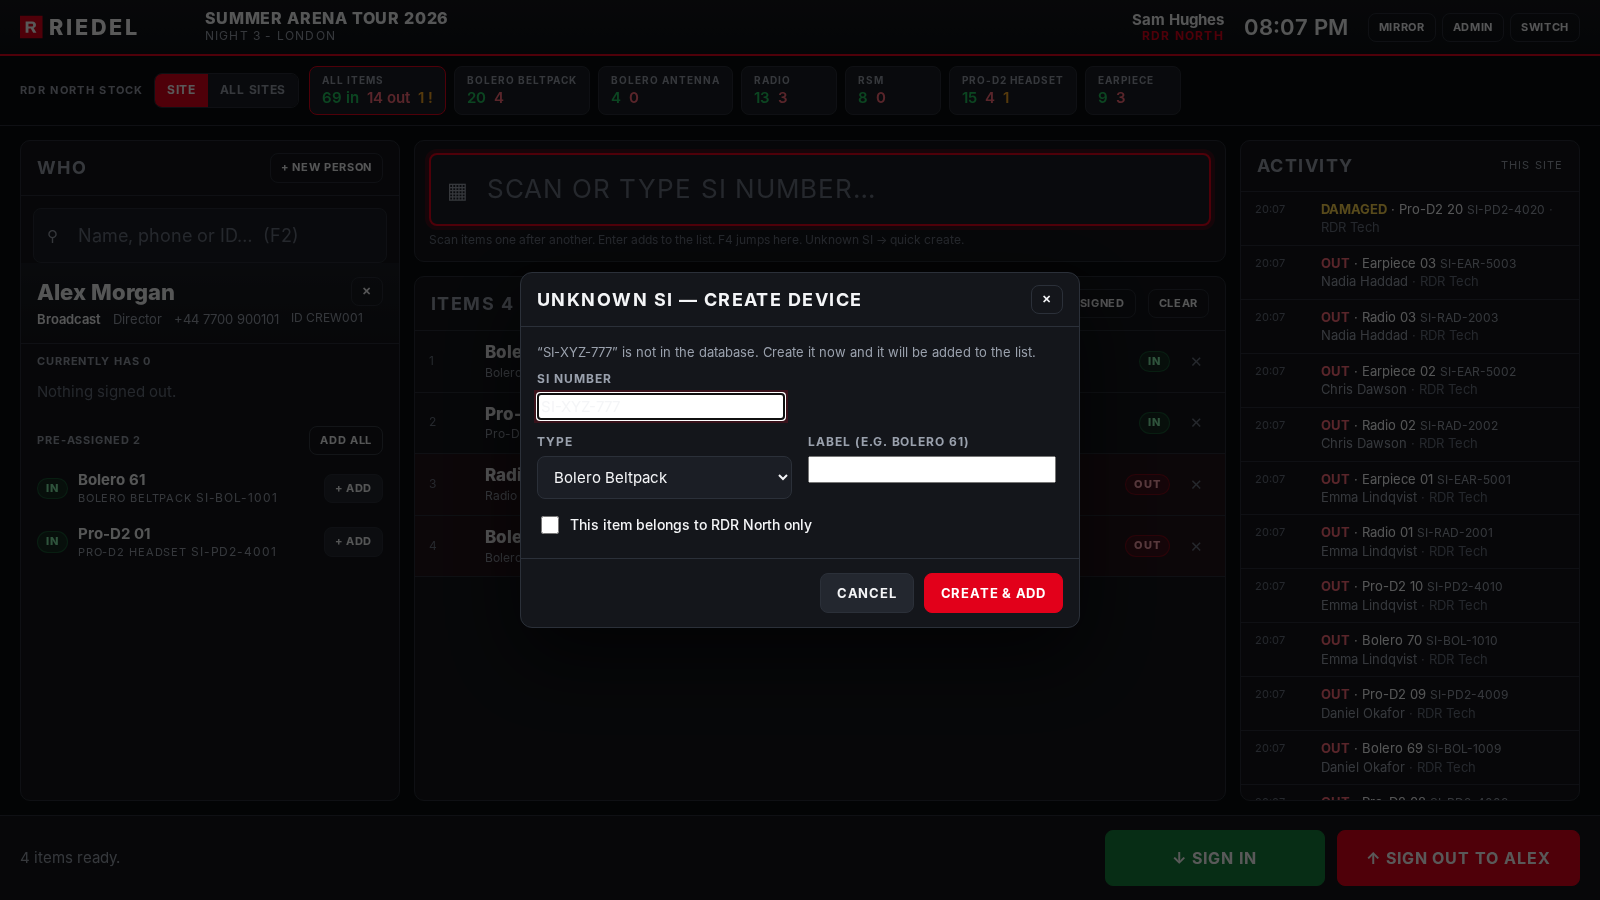 R RIEDEL
SUMMER ARENA TOUR 2026
NIGHT 3 - LONDON
Sam Hughes
RDR NORTH
08:07 PM
MIRROR
ADMIN
SWITCH
RDR NORTH STOCK
SITE
ALL SITES
ALL ITEMS
69 in 14 out 1 !
BOLERO BELTPACK
20 4
BOLERO ANTENNA
4 0
RADIO
13 3
RSM
8 0
PRO-D2 HEADSET
15 4 1
EARPIECE
9 3
WHO
+ NEW PERSON
Name, phone or ID... (F2)
Alex Morgan
×
Broadcast Director +44 7700 900101 ID CREW001
CURRENTLY HAS 0
Nothing signed out.
PRE-ASSIGNED 2
ADD ALL
IN
Bolero 61
BOLERO BELTPACK SI-BOL-1001
+ ADD
IN
Pro-D2 01
PRO-D2 HEADSET SI-PD2-4001
+ ADD
SCAN OR TYPE SI NUMBER...
Scan items one after another. Enter adds to the list. F4 jumps here. Unknown SI → quick create.
ITEMS 4
SIGNED
CLEAR
1
Bole
Bolero
IN ×
2
Pro-
Pro-D
IN ×
3
Radi
Radio
OUT ×
4
Bole
Bolero
OUT ×
UNKNOWN SI — CREATE DEVICE
×
“SI-XYZ-777” is not in the database. Create it now and it will be added to the list.
SI NUMBER
SI-XYZ-777
TYPE
Bolero Beltpack
LABEL (E.G. BOLERO 61)
This item belongs to RDR North only
CANCEL
CREATE & ADD
ACTIVITY
THIS SITE
20:07
DAMAGED · Pro-D2 20 SI-PD2-4020 ·
RDR Tech
20:07
OUT · Earpiece 03 SI-EAR-5003
Nadia Haddad · RDR Tech
20:07
OUT · Radio 03 SI-RAD-2003
Nadia Haddad · RDR Tech
20:07
OUT · Earpiece 02 SI-EAR-5002
Chris Dawson · RDR Tech
20:07
OUT · Radio 02 SI-RAD-2002
Chris Dawson · RDR Tech
20:07
OUT · Earpiece 01 SI-EAR-5001
Emma Lindqvist · RDR Tech
20:07
OUT · Radio 01 SI-RAD-2001
Emma Lindqvist · RDR Tech
20:07
OUT · Pro-D2 10 SI-PD2-4010
Emma Lindqvist · RDR Tech
20:07
OUT · Bolero 70 SI-BOL-1010
Emma Lindqvist · RDR Tech
20:07
OUT · Pro-D2 09 SI-PD2-4009
Daniel Okafor · RDR Tech
20:07
OUT · Bolero 69 SI-BOL-1009
Daniel Okafor · RDR Tech
4 items ready.
↓ SIGN IN
↑ SIGN OUT TO ALEX